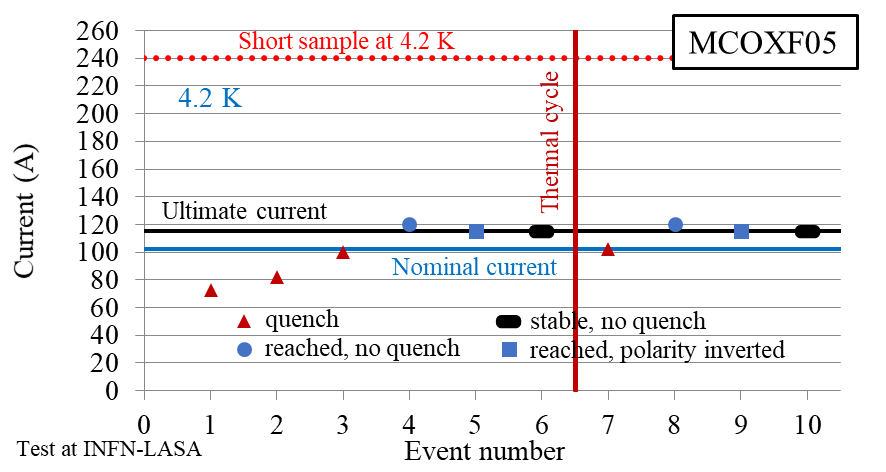 MCOXF05
Short sample at 4.2 K
4.2 K
Thermal cycle
Ultimate current
Nominal current
quench
stable, no quench
reached, no quench
reached, polarity inverted
Current (A)
260
240
220
200
180
160
140
120
100
80
60
40
20
0
0 1 2 3 4 5 6 7 8 9 10
Event number
Test at INFN-LASA